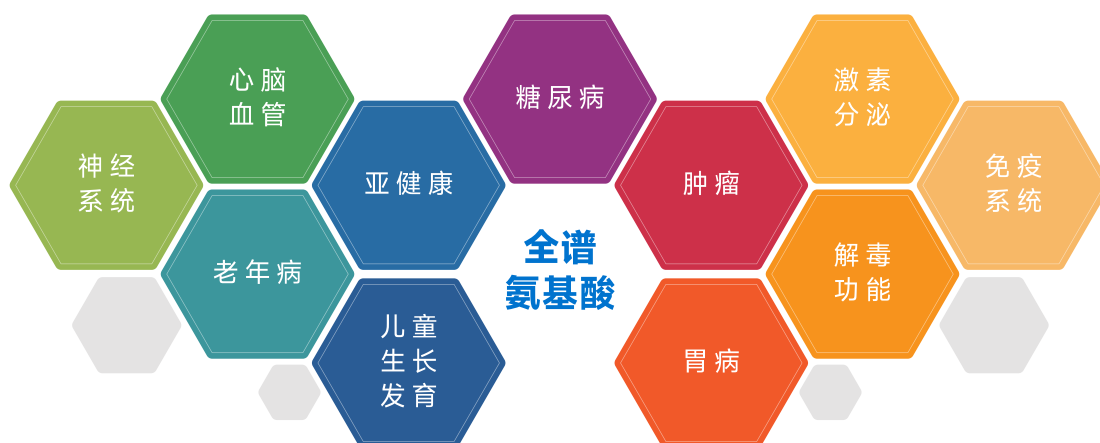 心脑
血管
糖尿病
激素
分泌
神经
系统
亚健康
肿瘤
免疫
系统
老年病
全谱
氨基酸
解毒
功能
儿童
生长
发育
胃病